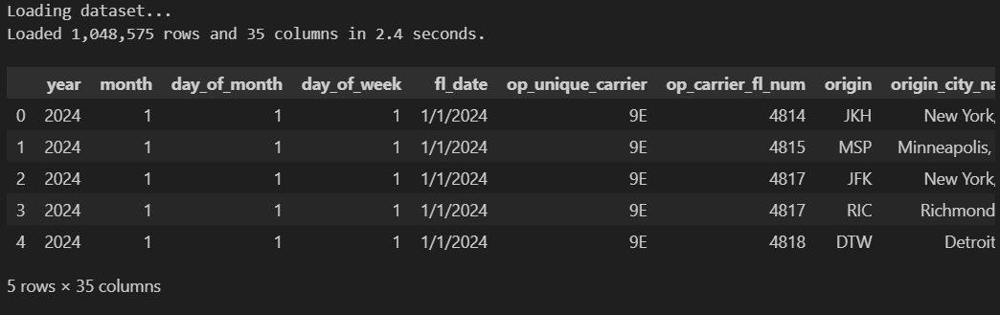 Loading dataset...
Loaded 1,048,575 rows and 35 columns in 2.4 seconds.
year month day_of_month day_of_week fl_date op_unique_carrier op_carrier_fl_num origin origin_city_na
0 2024 1 1 1 1/1/2024 9E 4814 JKH New York,
1 2024 1 1 1 1/1/2024 9E 4815 MSP Minneapolis,
2 2024 1 1 1 1/1/2024 9E 4817 JFK New York,
3 2024 1 1 1 1/1/2024 9E 4817 RIC Richmond
4 2024 1 1 1 1/1/2024 9E 4818 DTW Detroit
5 rows × 35 columns